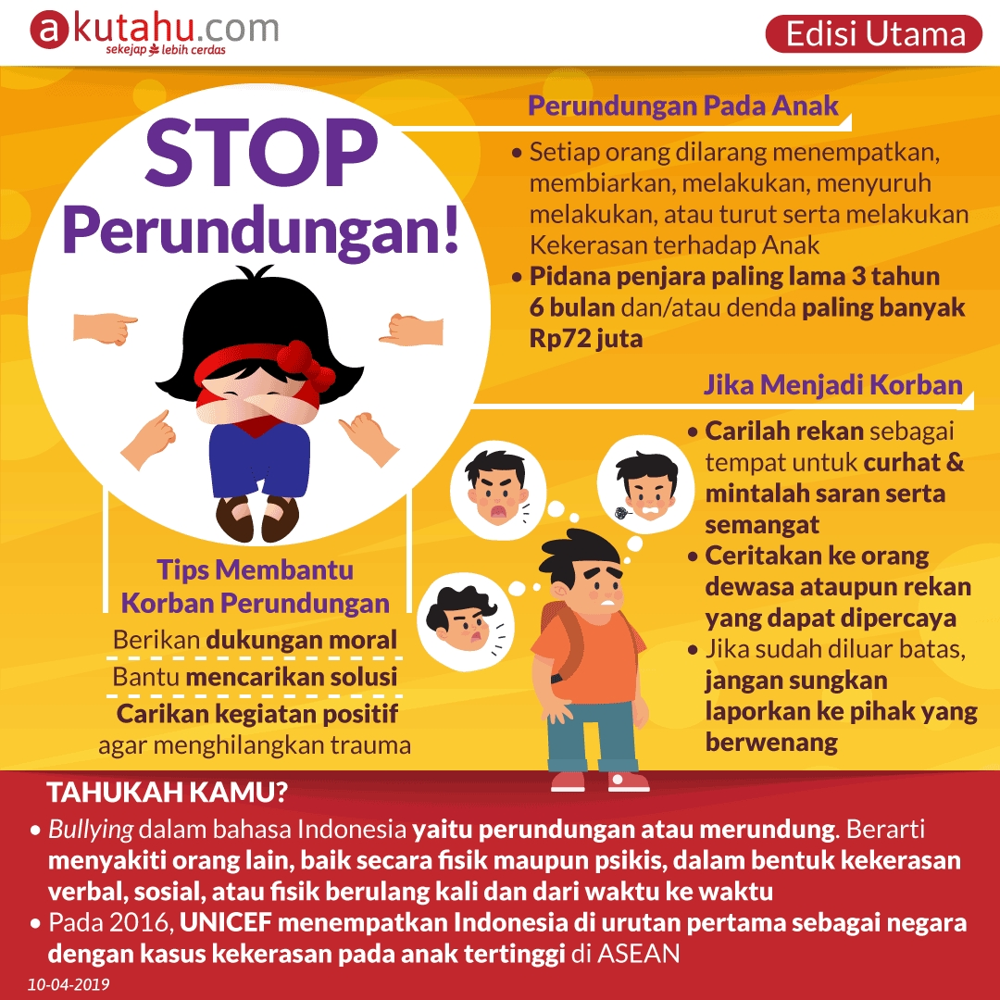 akutahu.com
sekejap lebih cerdas
Edisi Utama
STOP
Perundungan!
Perundungan Pada Anak
• Setiap orang dilarang menempatkan,
membiarkan, melakukan, menyuruh
melakukan, atau turut serta melakukan
Kekerasan terhadap Anak
• Pidana penjara paling lama 3 tahun
6 bulan dan/atau denda paling banyak
Rp72 juta
Jika Menjadi Korban
• Carilah rekan sebagai
tempat untuk curhat &
mintalah saran serta
semangat
• Ceritakan ke orang
dewasa ataupun rekan
yang dapat dipercaya
• Jika sudah diluar batas,
jangan sungkan
laporkan ke pihak yang
berwenang
Tips Membantu
Korban Perundungan
Berikan dukungan moral
Bantu mencarikan solusi
Carikan kegiatan positif
agar menghilangkan trauma
TAHUKAH KAMU?
• Bullying dalam bahasa Indonesia yaitu perundungan atau merundung. Berarti
menyakiti orang lain, baik secara fisik maupun psikis, dalam bentuk kekerasan
verbal, sosial, atau fisik berulang kali dan dari waktu ke waktu
• Pada 2016, UNICEF menempatkan Indonesia di urutan pertama sebagai negara
dengan kasus kekerasan pada anak tertinggi di ASEAN
10-04-2019